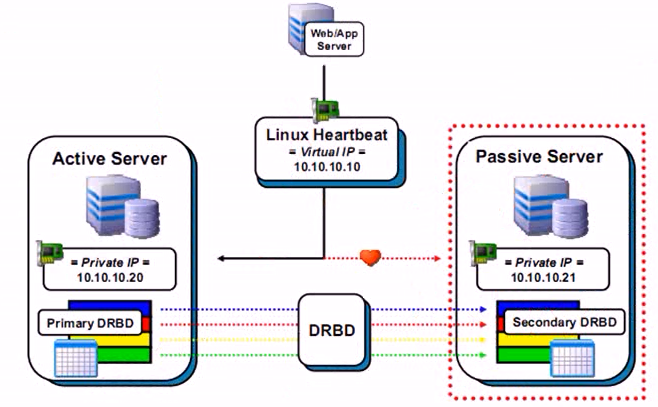 Web/App
Server
Linux Heartbeat
= Virtual IP =
10.10.10.10
Active Server
= Private IP =
10.10.10.20
Primary DRBD
DRBD
Passive Server
= Private IP =
10.10.10.21
Secondary DRBD